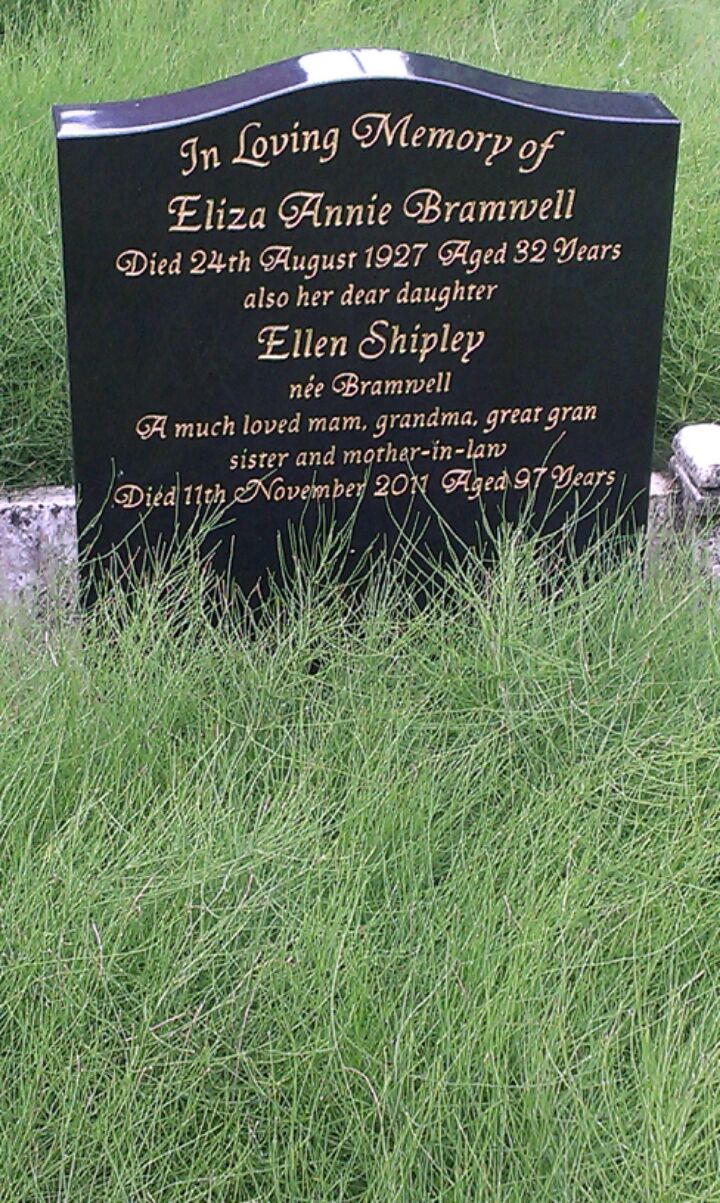 In Loving Memory of
Eliza Annie Bramwell
Died 24th August 1927 Aged 32 Years
also her dear daughter
Ellen Shipley
née Bramwell
A much loved mam, grandma, great gran
sister and mother-in-law
Died 11th November 2011 Aged 97 Years